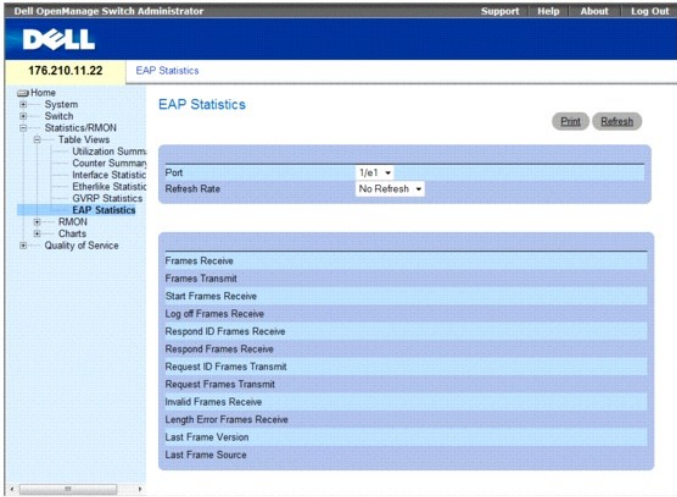 Dell OpenManage Switch Administrator
Support Help About Log Out
DELL
176.210.11.22
EAP Statistics
Home
System
Switch
Statistics/RMON
Table Views
Utilization Summ
Counter Summary
Interface Statistic
Etherlike Statistic
GVRP Statistics
EAP Statistics
RMON
Charts
Quality of Service
EAP Statistics
Print Refresh
Port 1/e1
Refresh Rate No Refresh
Frames Receive
Frames Transmit
Start Frames Receive
Log off Frames Receive
Respond ID Frames Receive
Respond Frames Receive
Request ID Frames Transmit
Request Frames Transmit
Invalid Frames Receive
Length Error Frames Receive
Last Frame Version
Last Frame Source